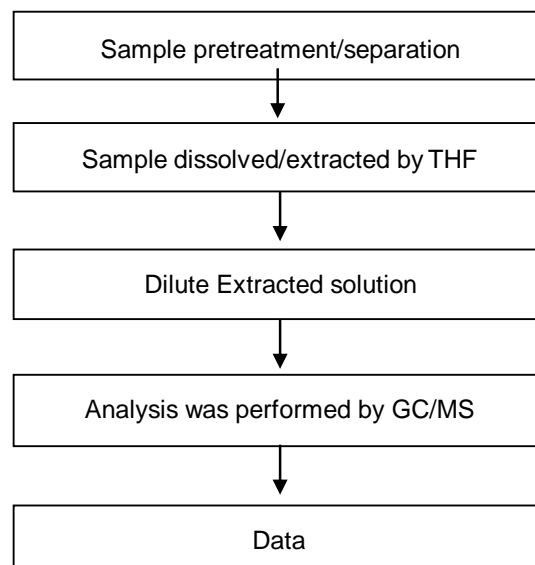 Sample pretreatment/separation
Sample dissolved/extracted by THF
Dilute Extracted solution
Analysis was performed by GC/MS
Data